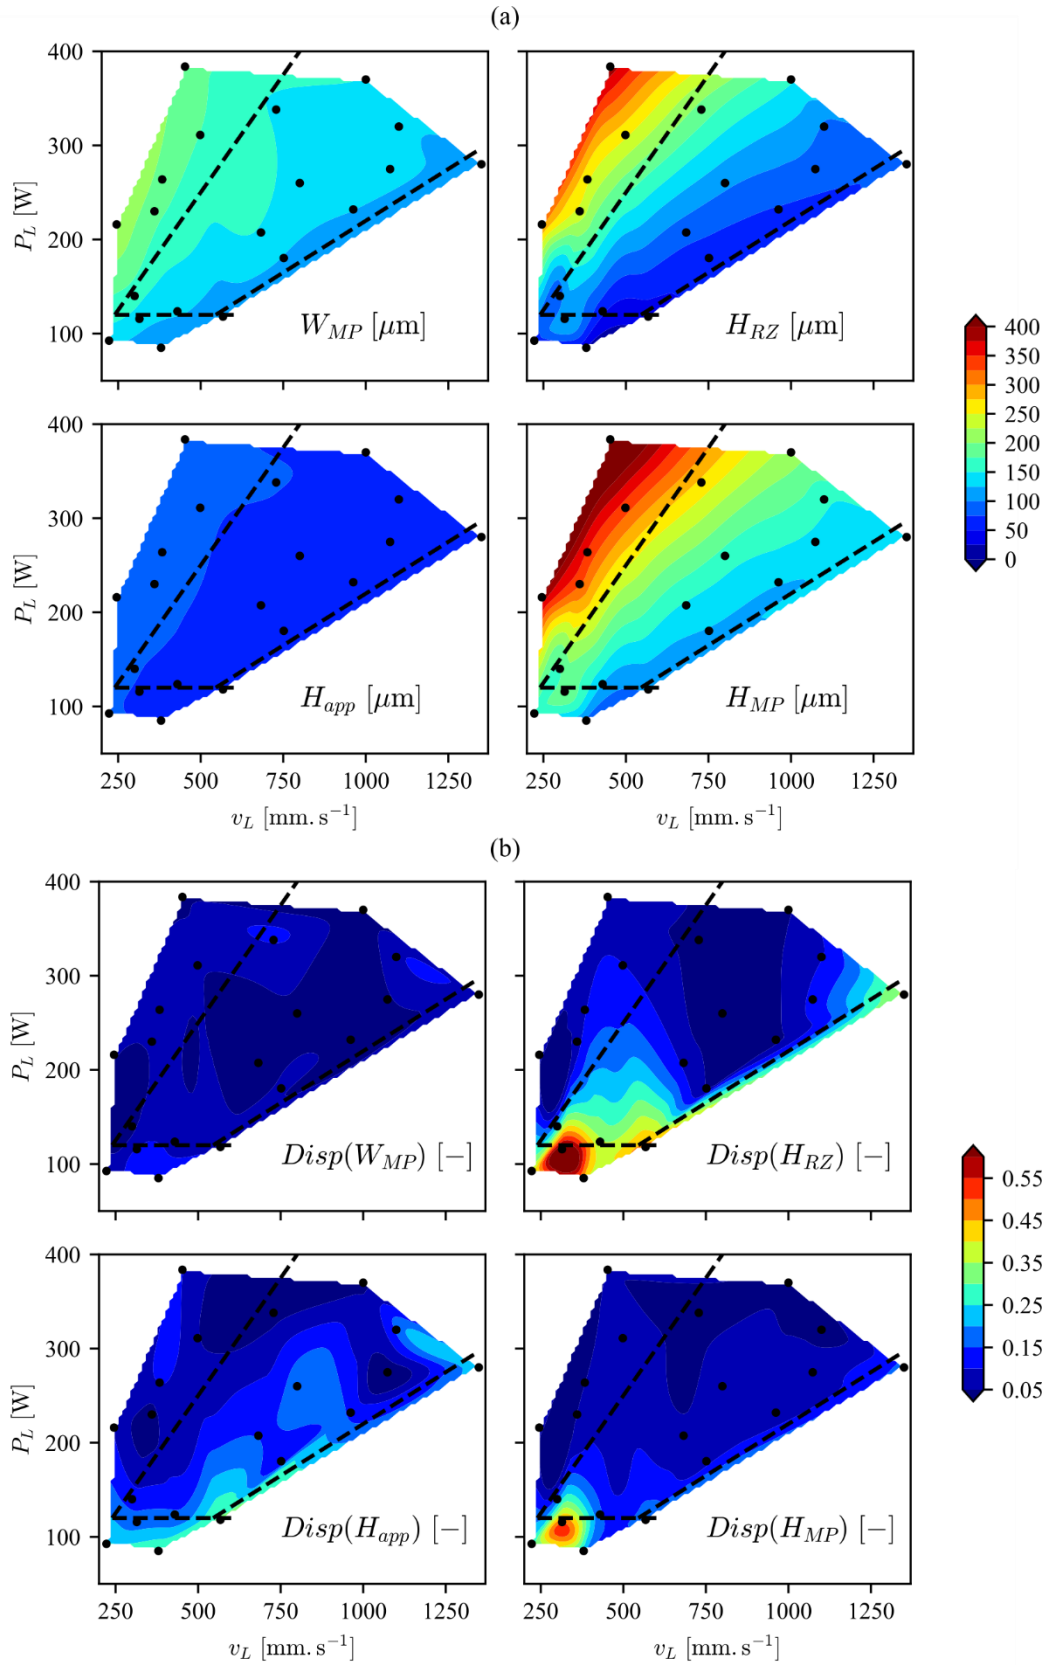 (a)
400
300
200
100
P_L [W]
W_MP [μm]
H_RZ [μm]
400
350
300
250
200
150
100
50
0
400
300
200
100
P_L [W]
H_app [μm]
H_MP [μm]
250 500 750 1000 1250
250 500 750 1000 1250
v_L [mm.s⁻¹]
v_L [mm.s⁻¹]
(b)
400
300
200
100
P_L [W]
Disp(W_MP) [−]
Disp(H_RZ) [−]
0.55
0.45
0.35
0.25
0.15
0.05
400
300
200
100
P_L [W]
Disp(H_app) [−]
Disp(H_MP) [−]
250 500 750 1000 1250
250 500 750 1000 1250
v_L [mm.s⁻¹]
v_L [mm.s⁻¹]